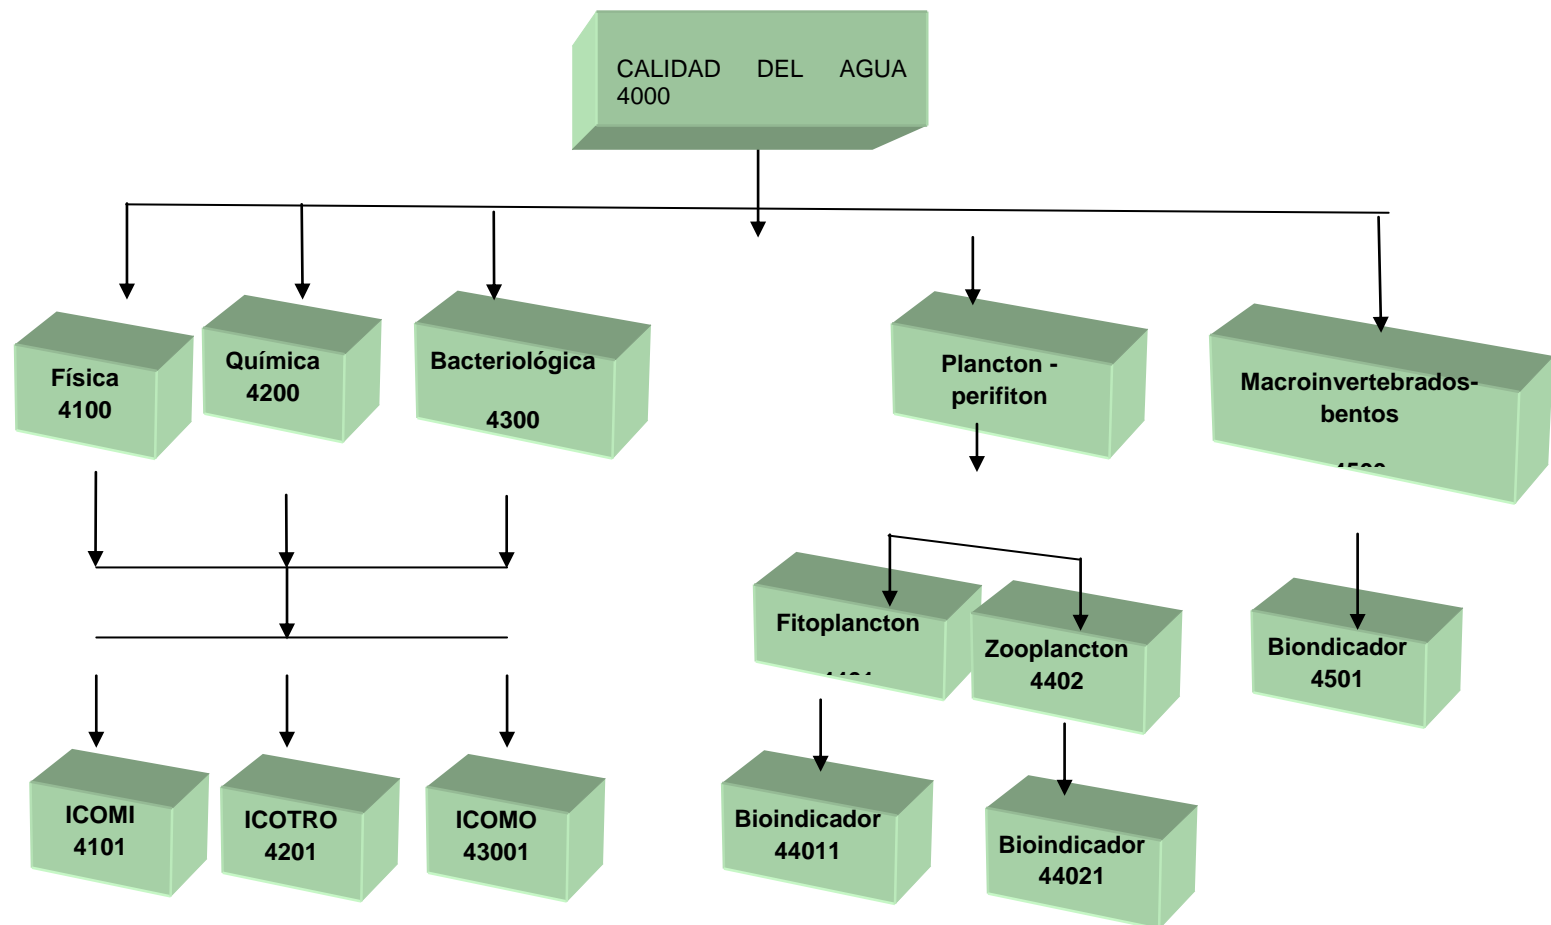 CALIDAD DEL AGUA
4000
Física
4100
Química
4200
Bacteriológica
4300
Plancton -
perifiton
Macroinvertebrados-
bentos
Fitoplancton
Zooplancton
4402
Biondicador
4501
ICOMI
4101
ICOTRO
4201
ICOMO
43001
Bioindicador
44011
Bioindicador
44021